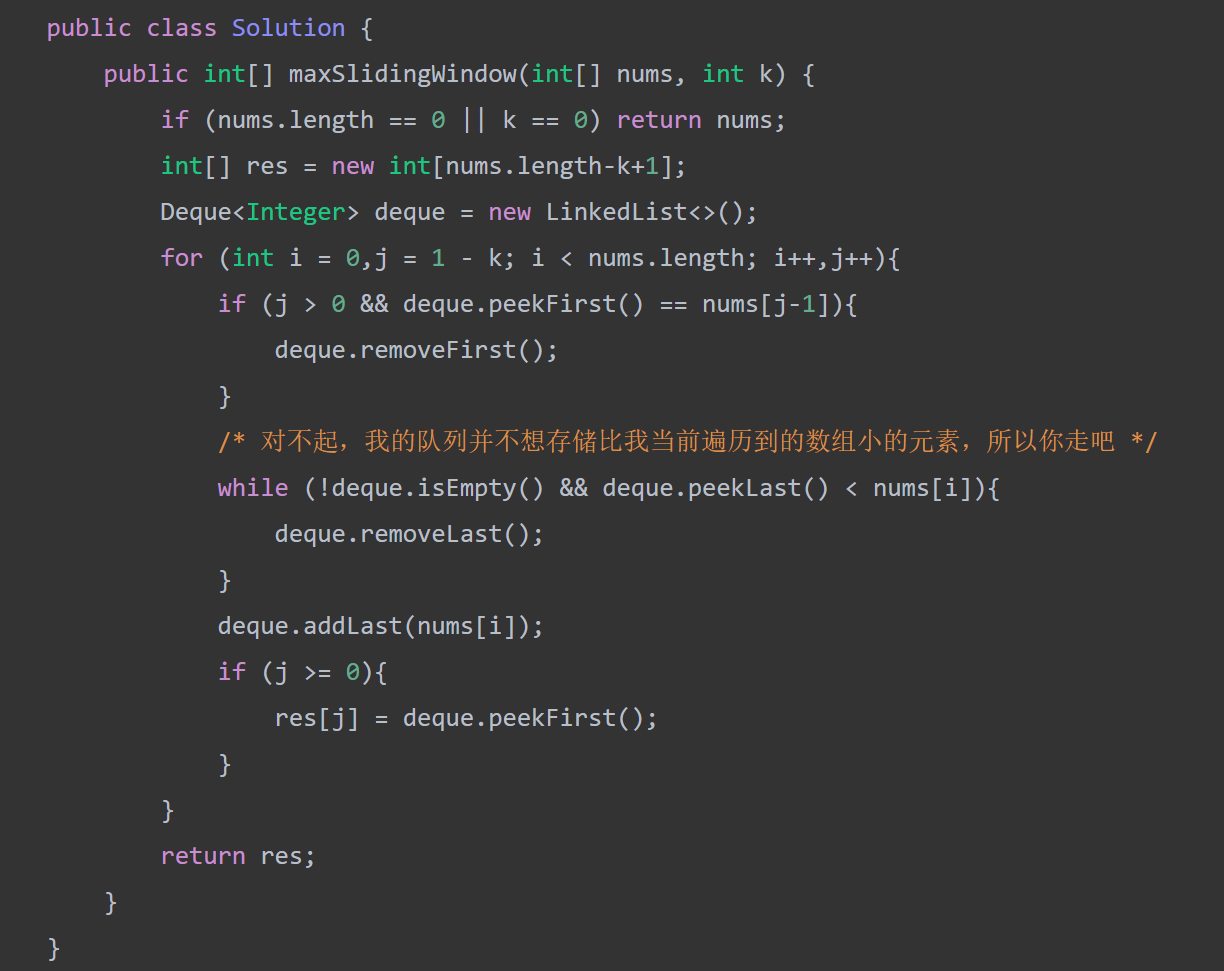 public class Solution {
    public int[] maxSlidingWindow(int[] nums, int k) {
        if (nums.length == 0 || k == 0) return nums;
        int[] res = new int[nums.length-k+1];
        Deque<Integer> deque = new LinkedList<>();
        for (int i = 0,j = 1 - k; i < nums.length; i++,j++){
            if (j > 0 && deque.peekFirst() == nums[j-1]){
                deque.removeFirst();
            }
            /* 对不起，我的队列并不想存储比我当前遍历到的数组小的元素，所以你走吧 */
            while (!deque.isEmpty() && deque.peekLast() < nums[i]){
                deque.removeLast();
            }
            deque.addLast(nums[i]);
            if (j >= 0){
                res[j] = deque.peekFirst();
            }
        }
        return res;
    }
}